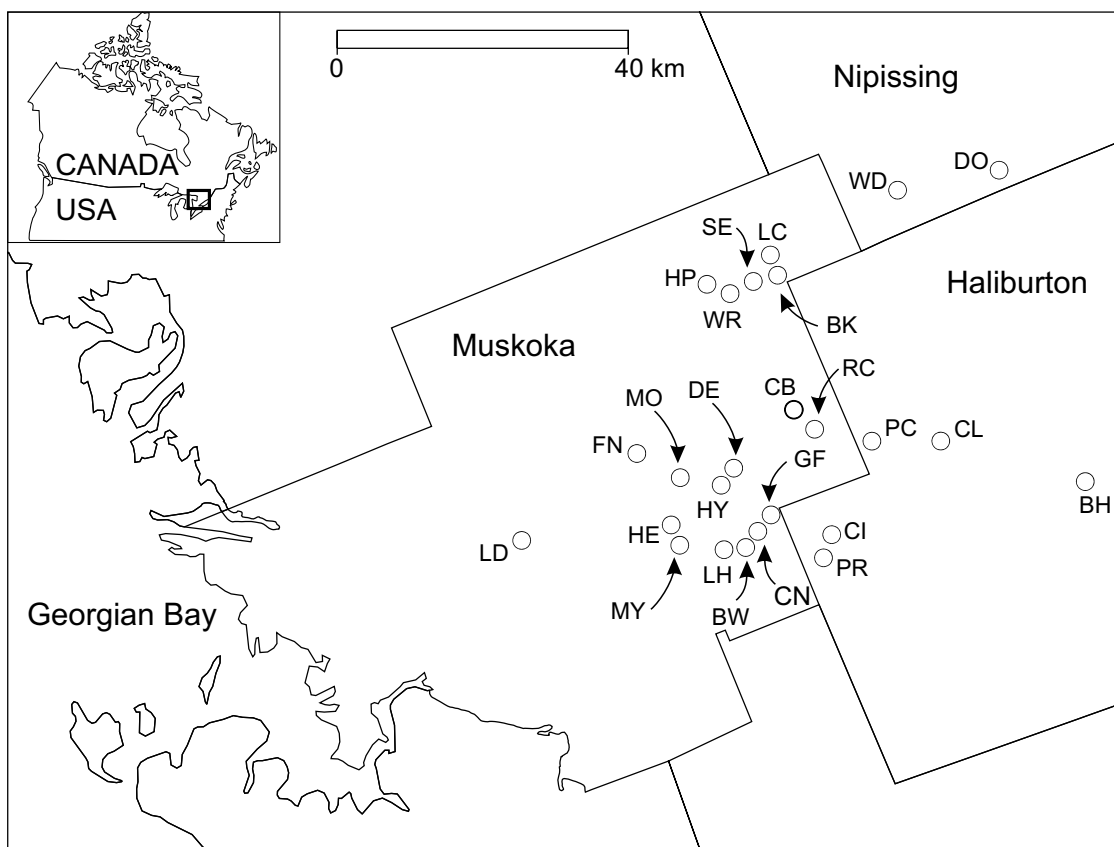 0
40 km
Nipissing
CANADA
USA
DO
WD
SE
LC
HP
WR
BK
Haliburton
Muskoka
RC
CB
DE
MO
FN
PC
CL
GF
HY
BH
HE
LD
CI
LH
PR
MY
BW
CN
Georgian Bay